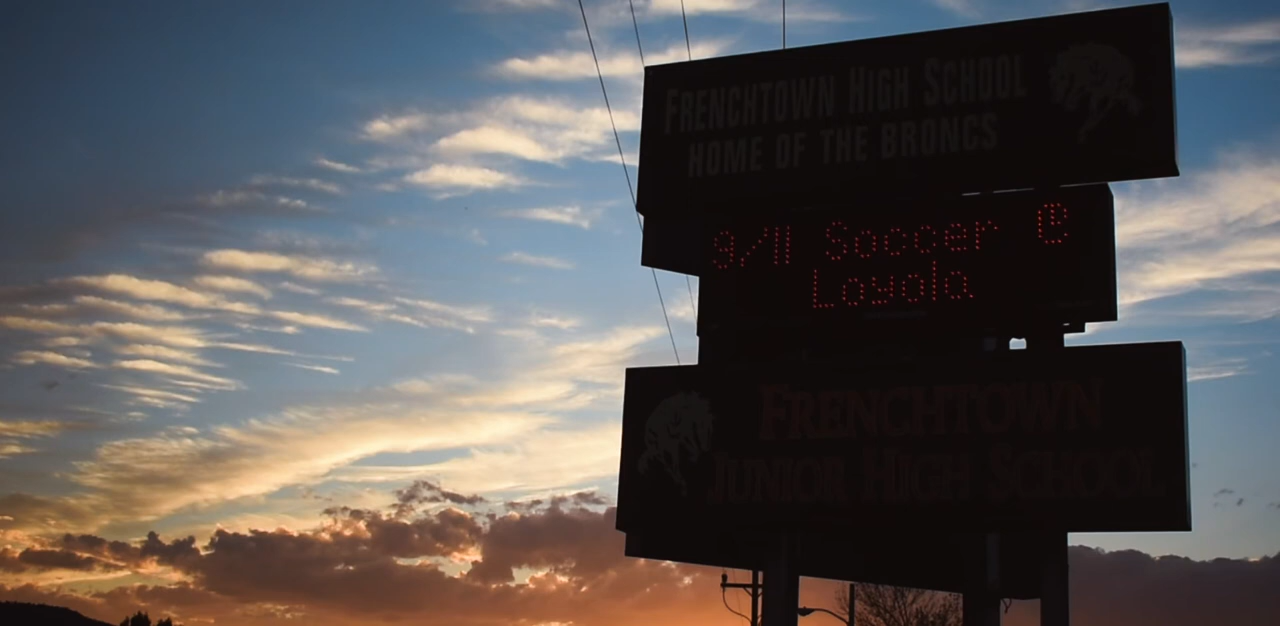 FRENCHTOWN HIGH SCHOOL
HOME OF THE BRONCS
9/11 Soccer @
Loyola
FRENCHTOWN
JUNIOR HIGH SCHOOL